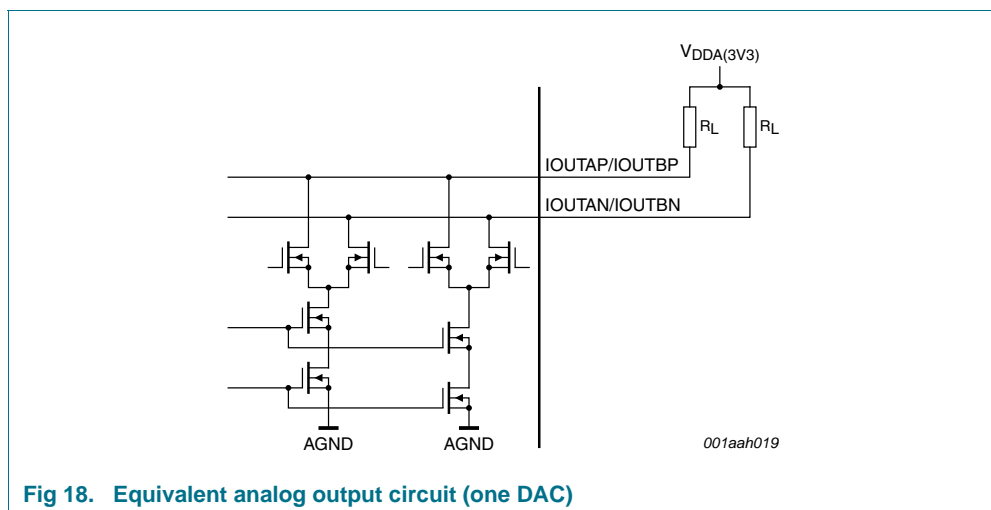 VDDA(3V3)
RL RL
IOUTAP/IOUTBP
IOUTAN/IOUTBN
AGND AGND
001aah019
Fig 18. Equivalent analog output circuit (one DAC)